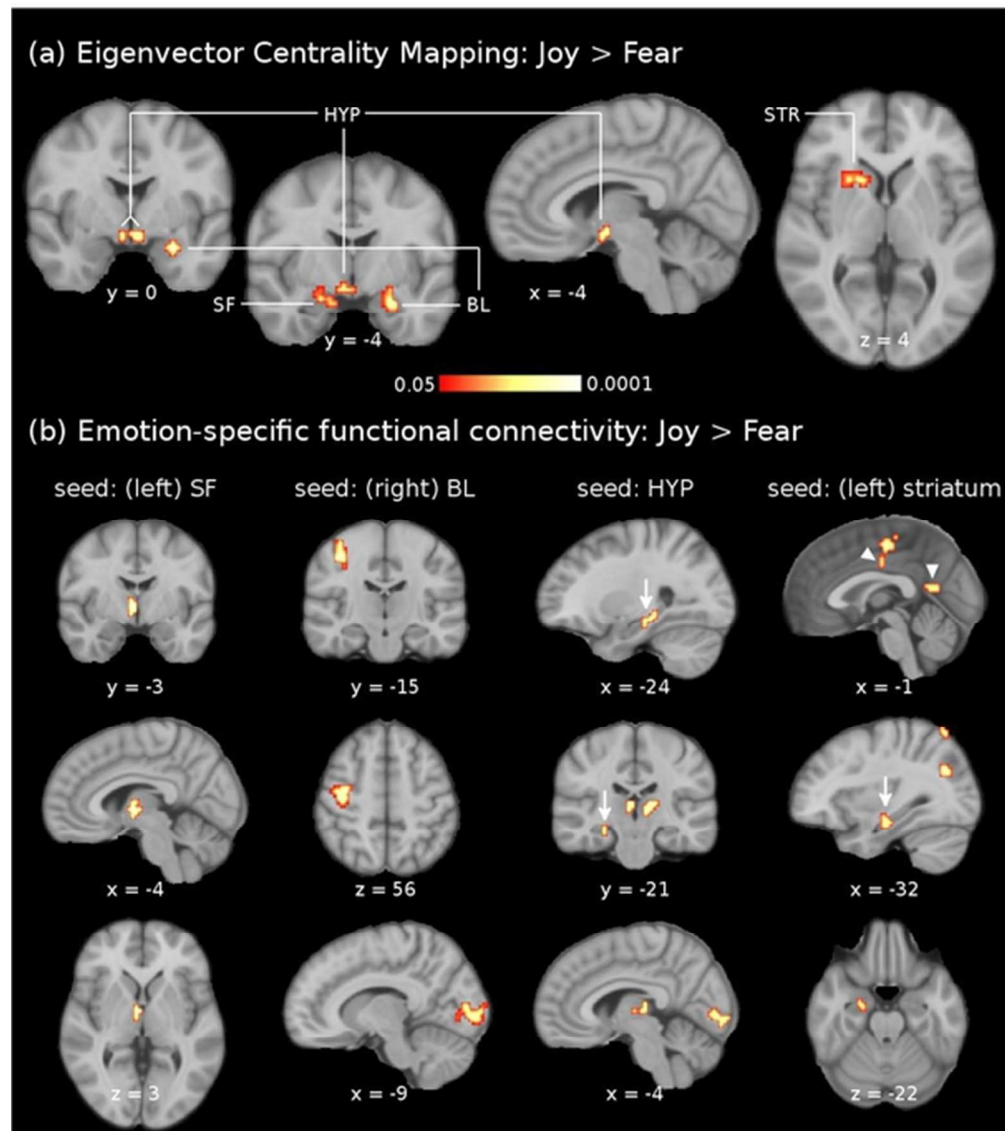 (a) Eigenvector Centrality Mapping: Joy > Fear
HYP
STR
y = 0
SF
BL
x = -4
y = -4
z = 4
0.05
0.0001
(b) Emotion-specific functional connectivity: Joy > Fear
seed: (left) SF
seed: (right) BL
seed: HYP
seed: (left) striatum
y = -3
y = -15
x = -24
x = -1
x = -4
z = 56
y = -21
x = -32
z = 3
x = -9
x = -4
z = -22